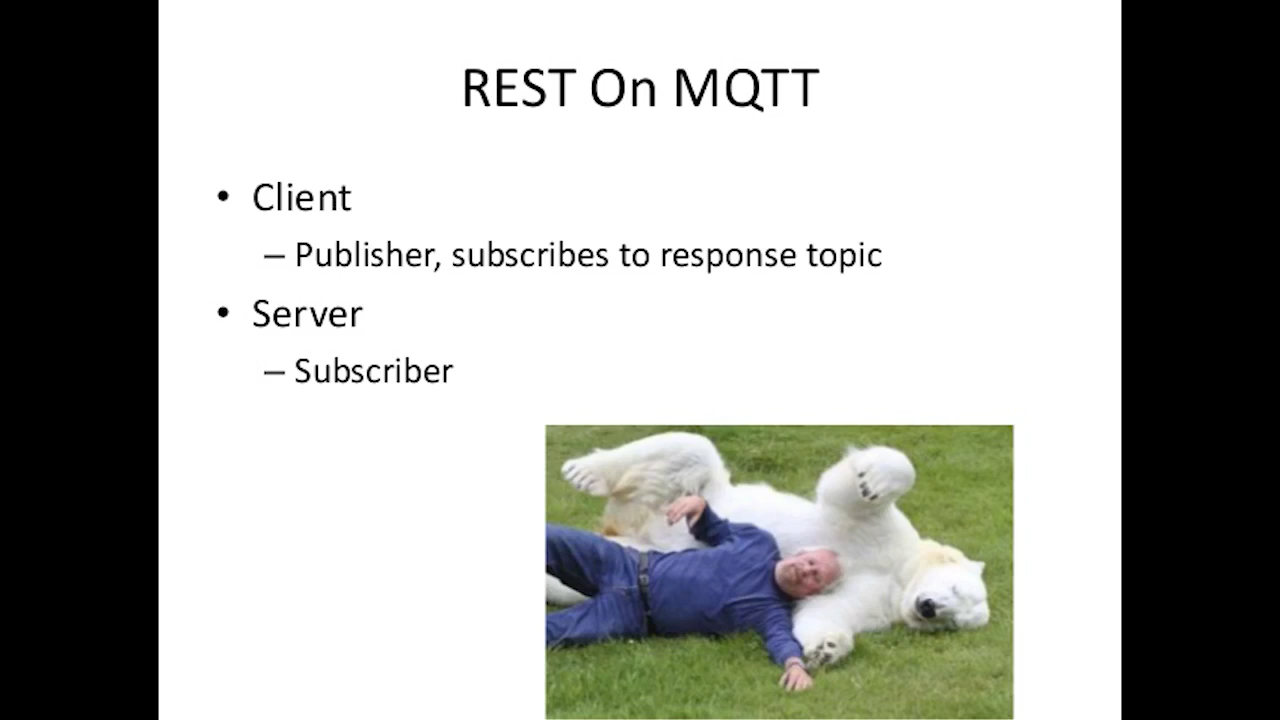 REST On MQTT
• Client
– Publisher, subscribes to response topic
• Server
– Subscriber